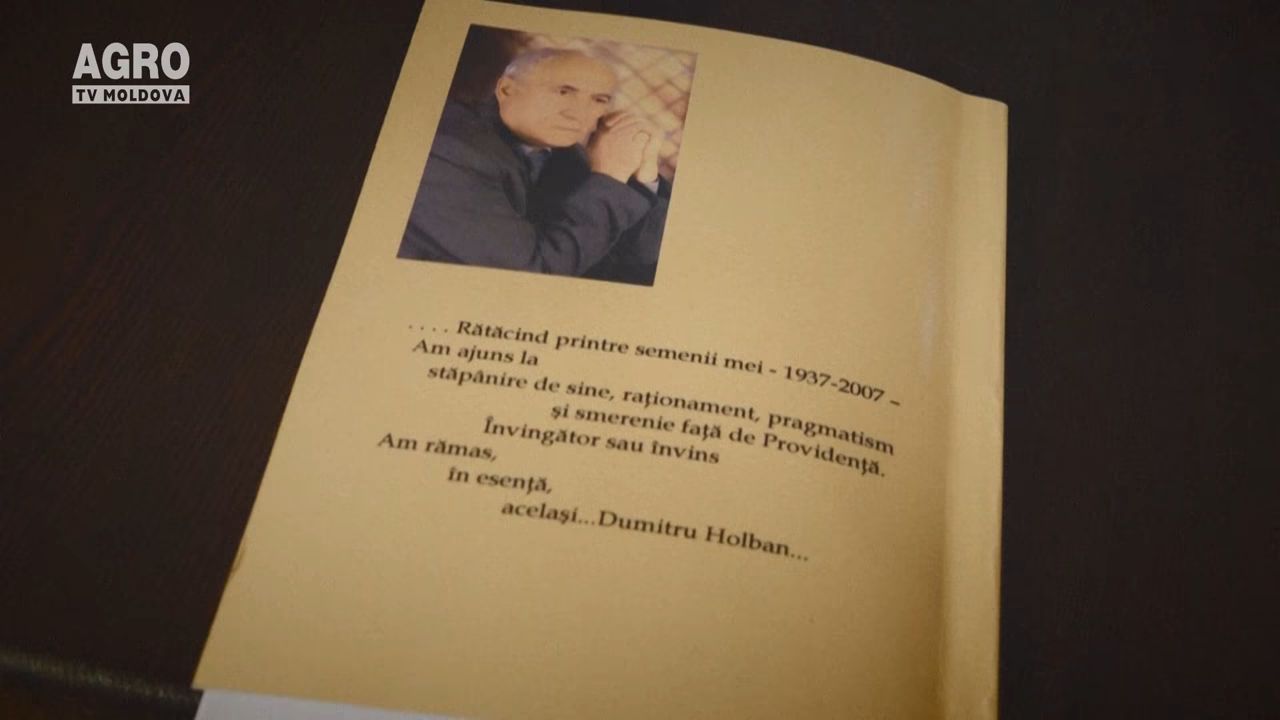 AGRO
TV MOLDOVA
. . . . Rătăcind printre semenii mei - 1937-2007 –
Am ajuns la
stăpânire de sine, raţionament, pragmatism
şi smerenie faţă de Providenţă.
Învingător sau învins
Am rămas,
în esenţă,
acelaşi...Dumitru Holban...